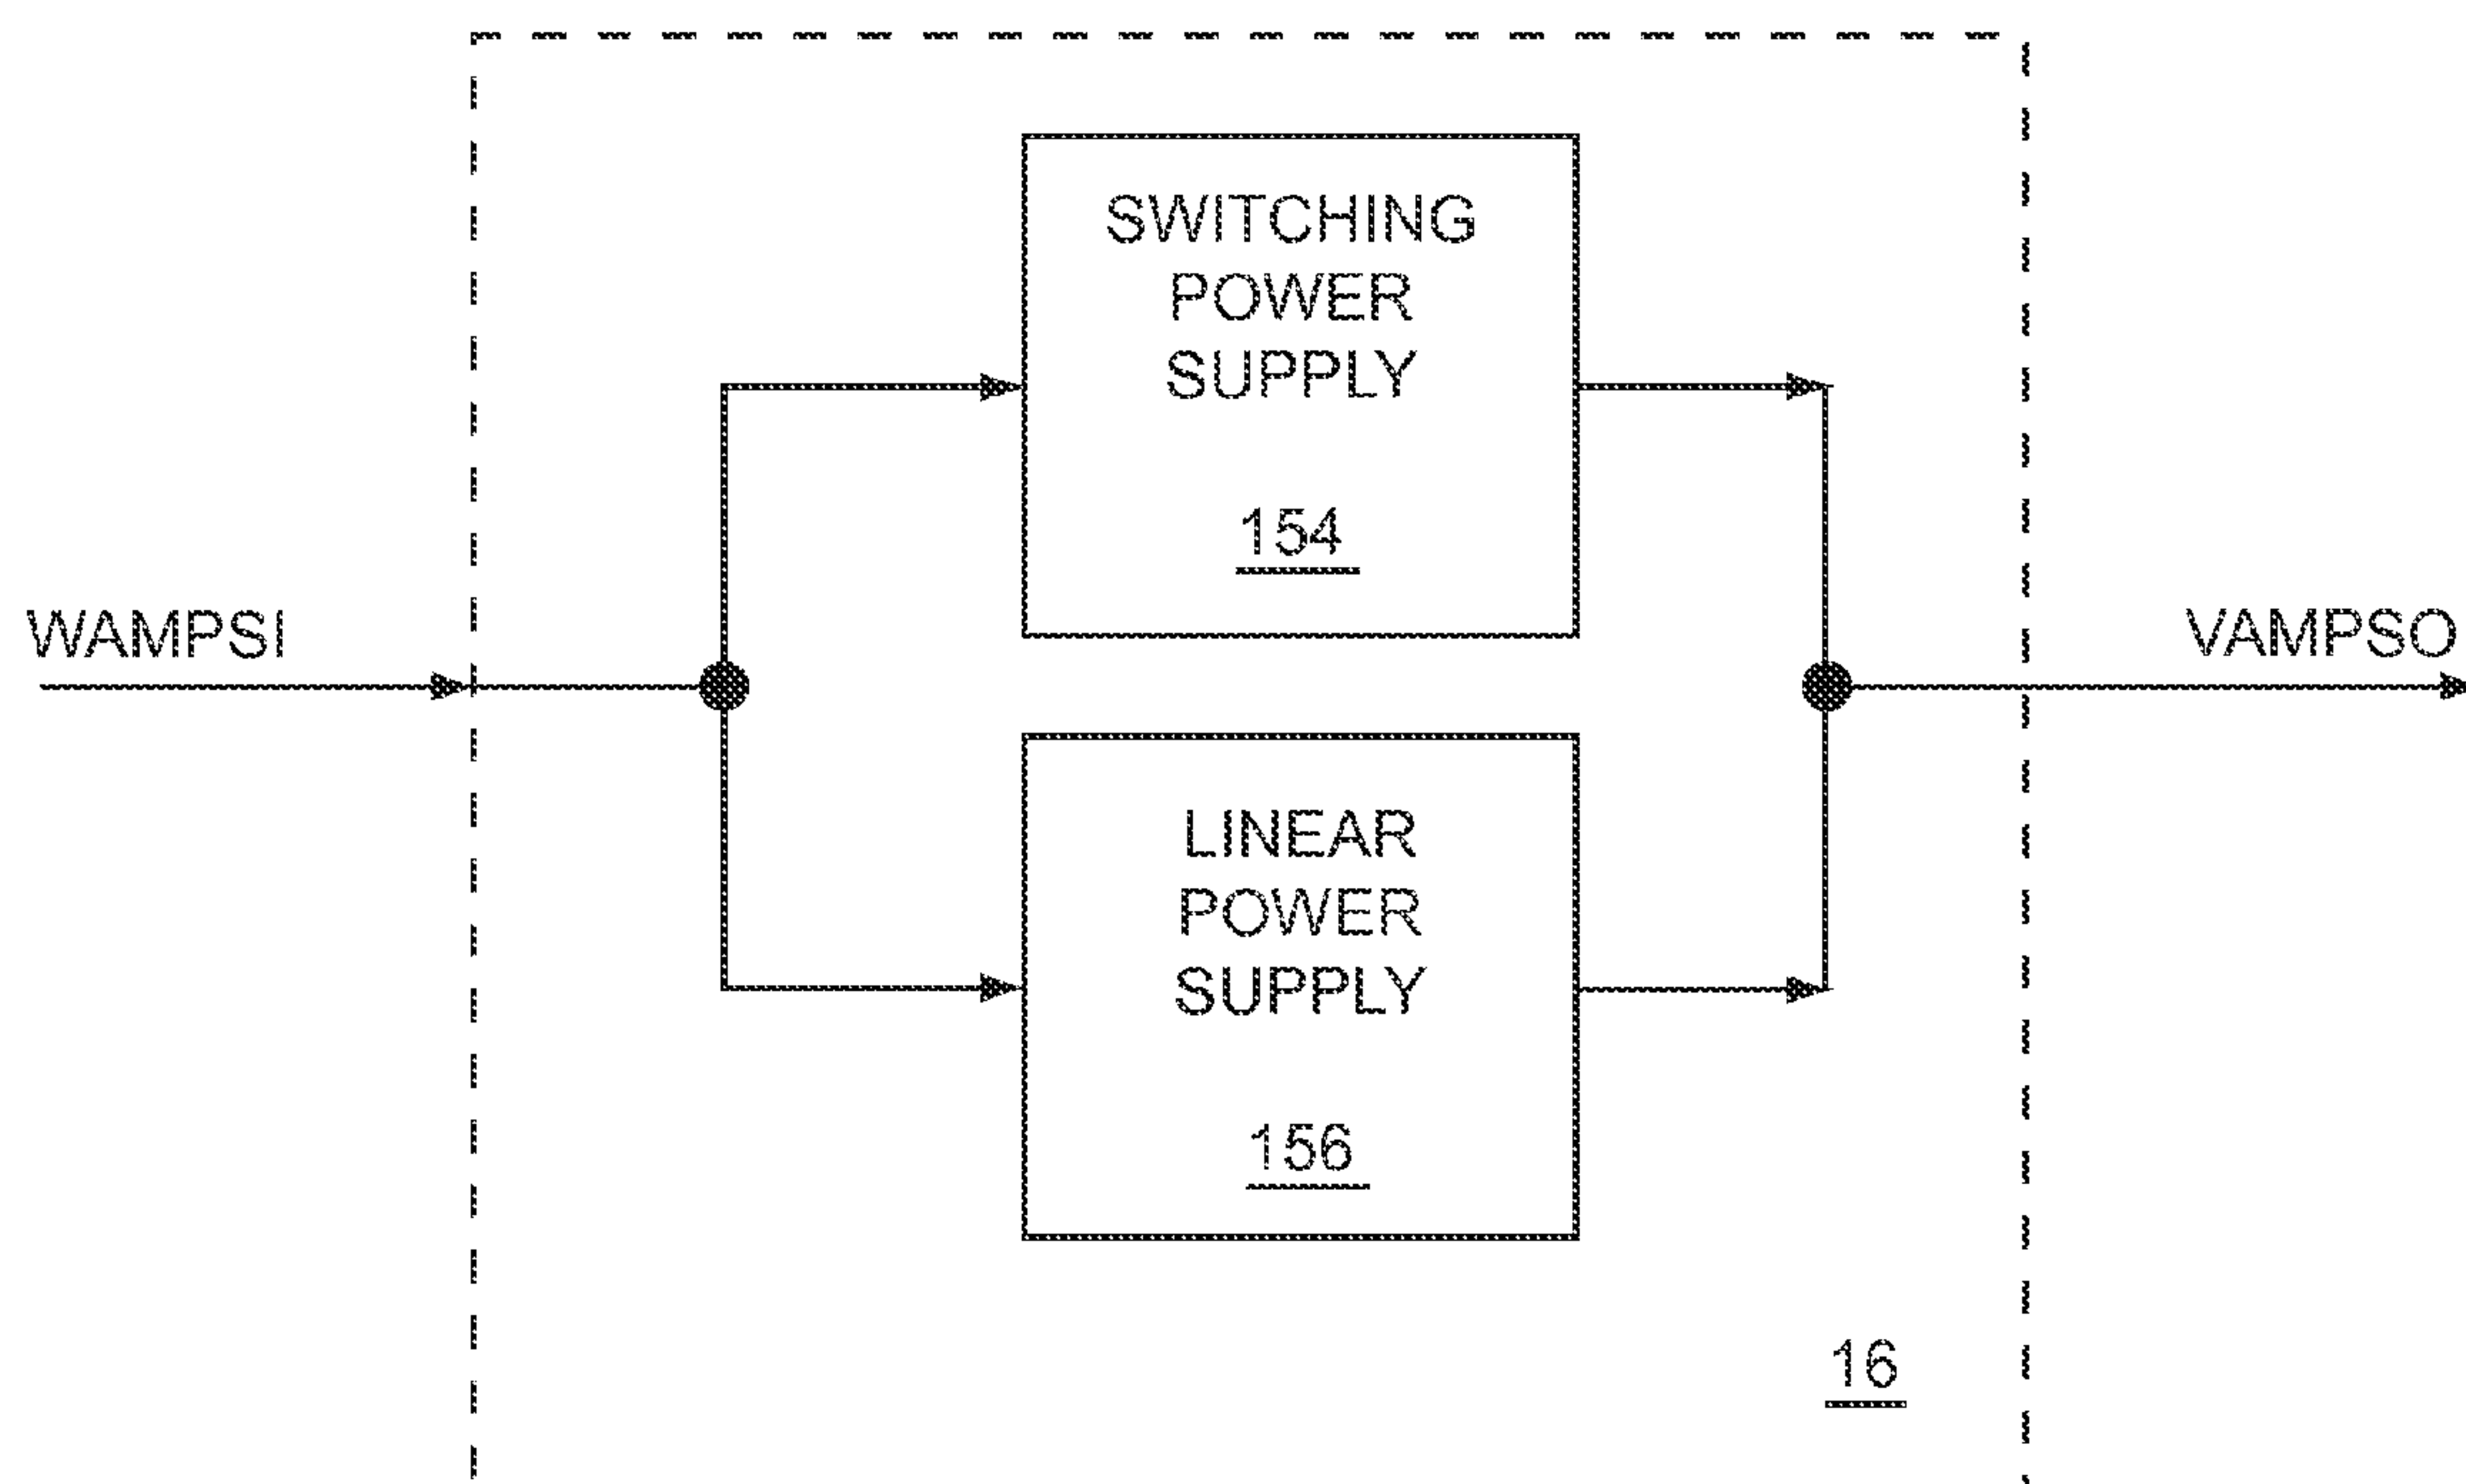 SWITCHING
POWER
SUPPLY
154
WAMPSI
VAMPSO
LINEAR
POWER
SUPPLY
156
16